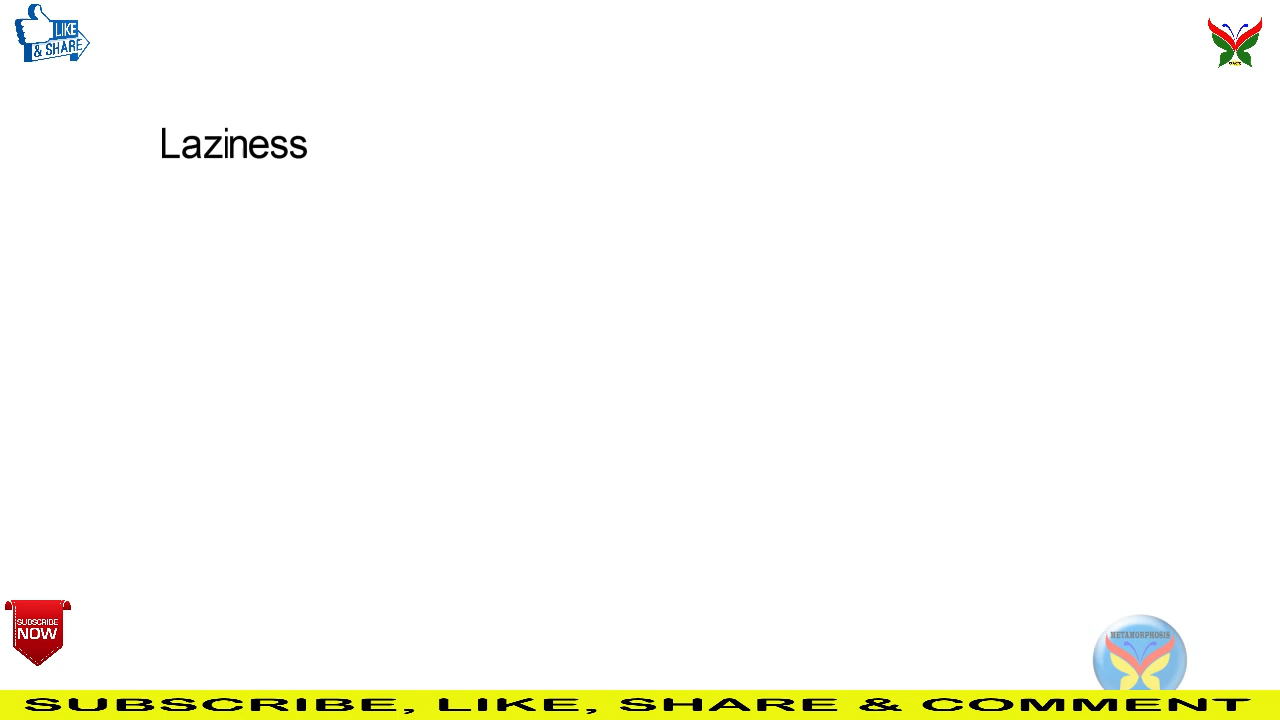 LIKE
& SHARE
Laziness
SUBSCRIBE
NOW
METAMORPHOSIS
SUBSCRIBE, LIKE, SHARE & COMMENT